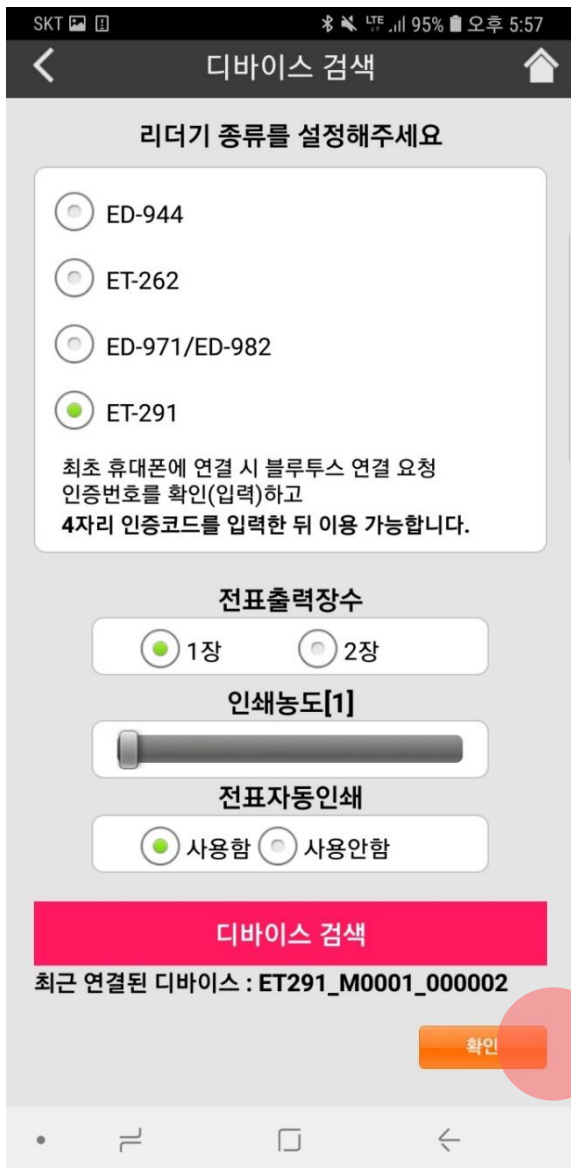 SKT LTE 95% 오후 5:57
디바이스 검색
리더기 종류를 설정해주세요
ED-944
ET-262
ED-971/ED-982
ET-291
최초 휴대폰에 연결 시 블루투스 연결 요청
인증번호를 확인(입력)하고
4자리 인증코드를 입력한 뒤 이용 가능합니다.
전표출력장수
1장 2장
인쇄농도[1]
전표자동인쇄
사용함 사용안함
디바이스 검색
최근 연결된 디바이스 : ET291_M0001_000002
확인